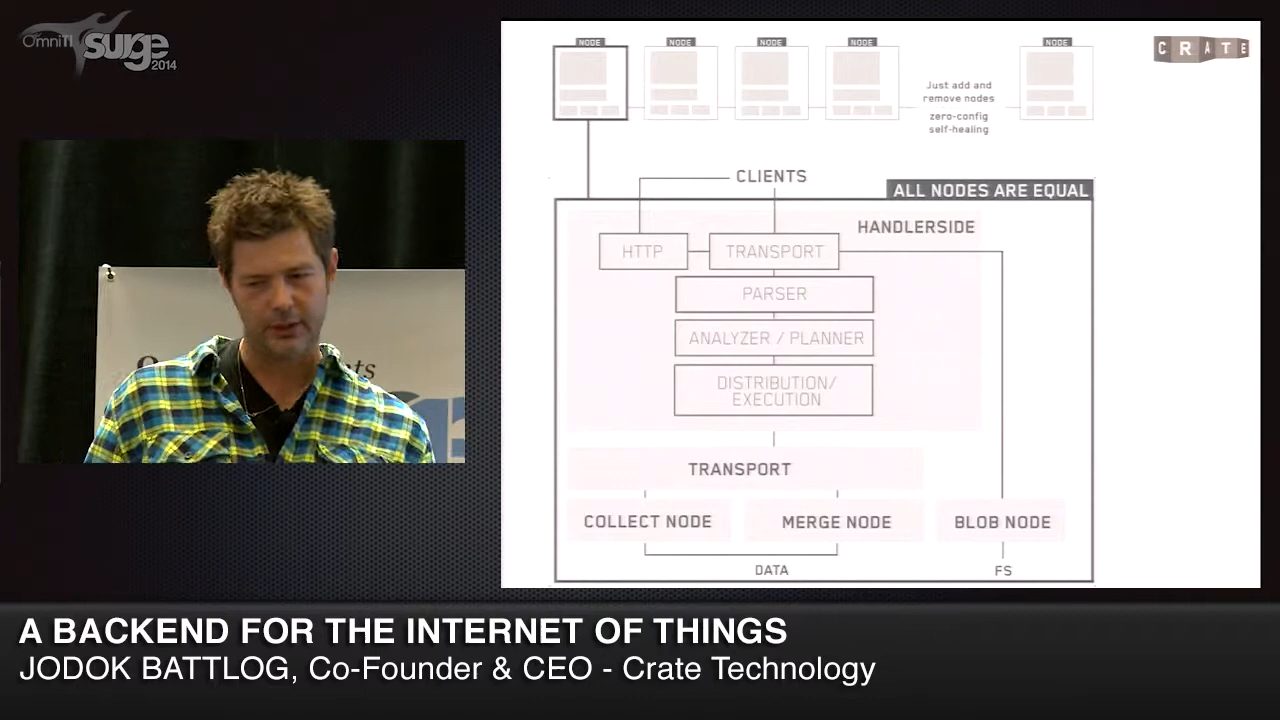 OmniTI surge 2014
NODE NODE NODE NODE NODE
CRATE
Just add and
remove nodes
zero-config
self-healing
CLIENTS
ALL NODES ARE EQUAL
HANDLERSIDE
HTTP TRANSPORT
PARSER
ANALYZER / PLANNER
DISTRIBUTION/
EXECUTION
TRANSPORT
COLLECT NODE MERGE NODE BLOB NODE
DATA FS
A BACKEND FOR THE INTERNET OF THINGS
JODOK BATTLOG, Co-Founder & CEO - Crate Technology